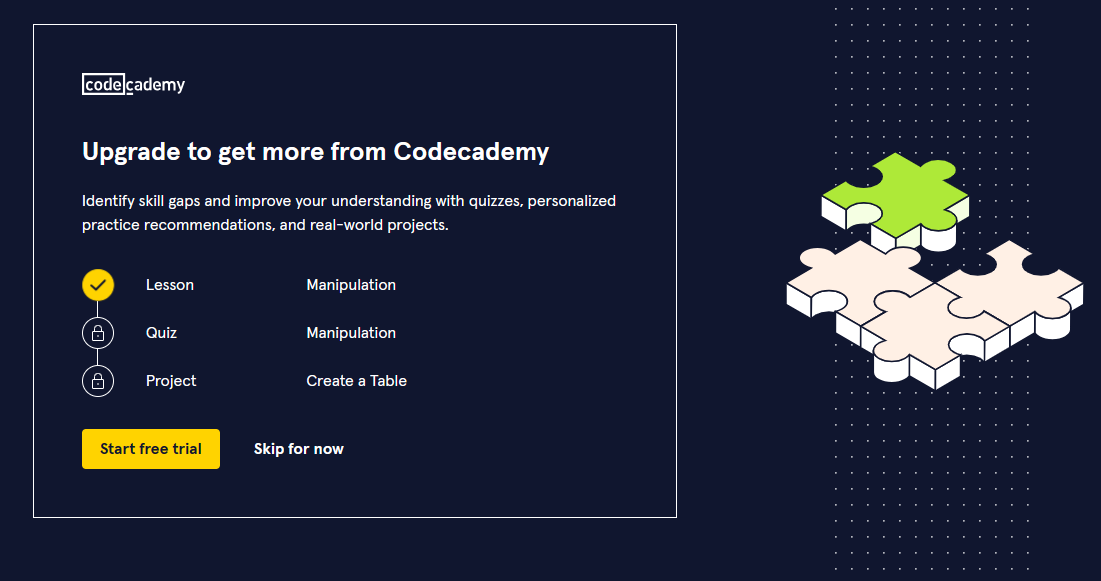 codecademy
Upgrade to get more from Codecademy
Identify skill gaps and improve your understanding with quizzes, personalized
practice recommendations, and real-world projects.
Lesson Manipulation
Quiz Manipulation
Project Create a Table
Start free trial Skip for now